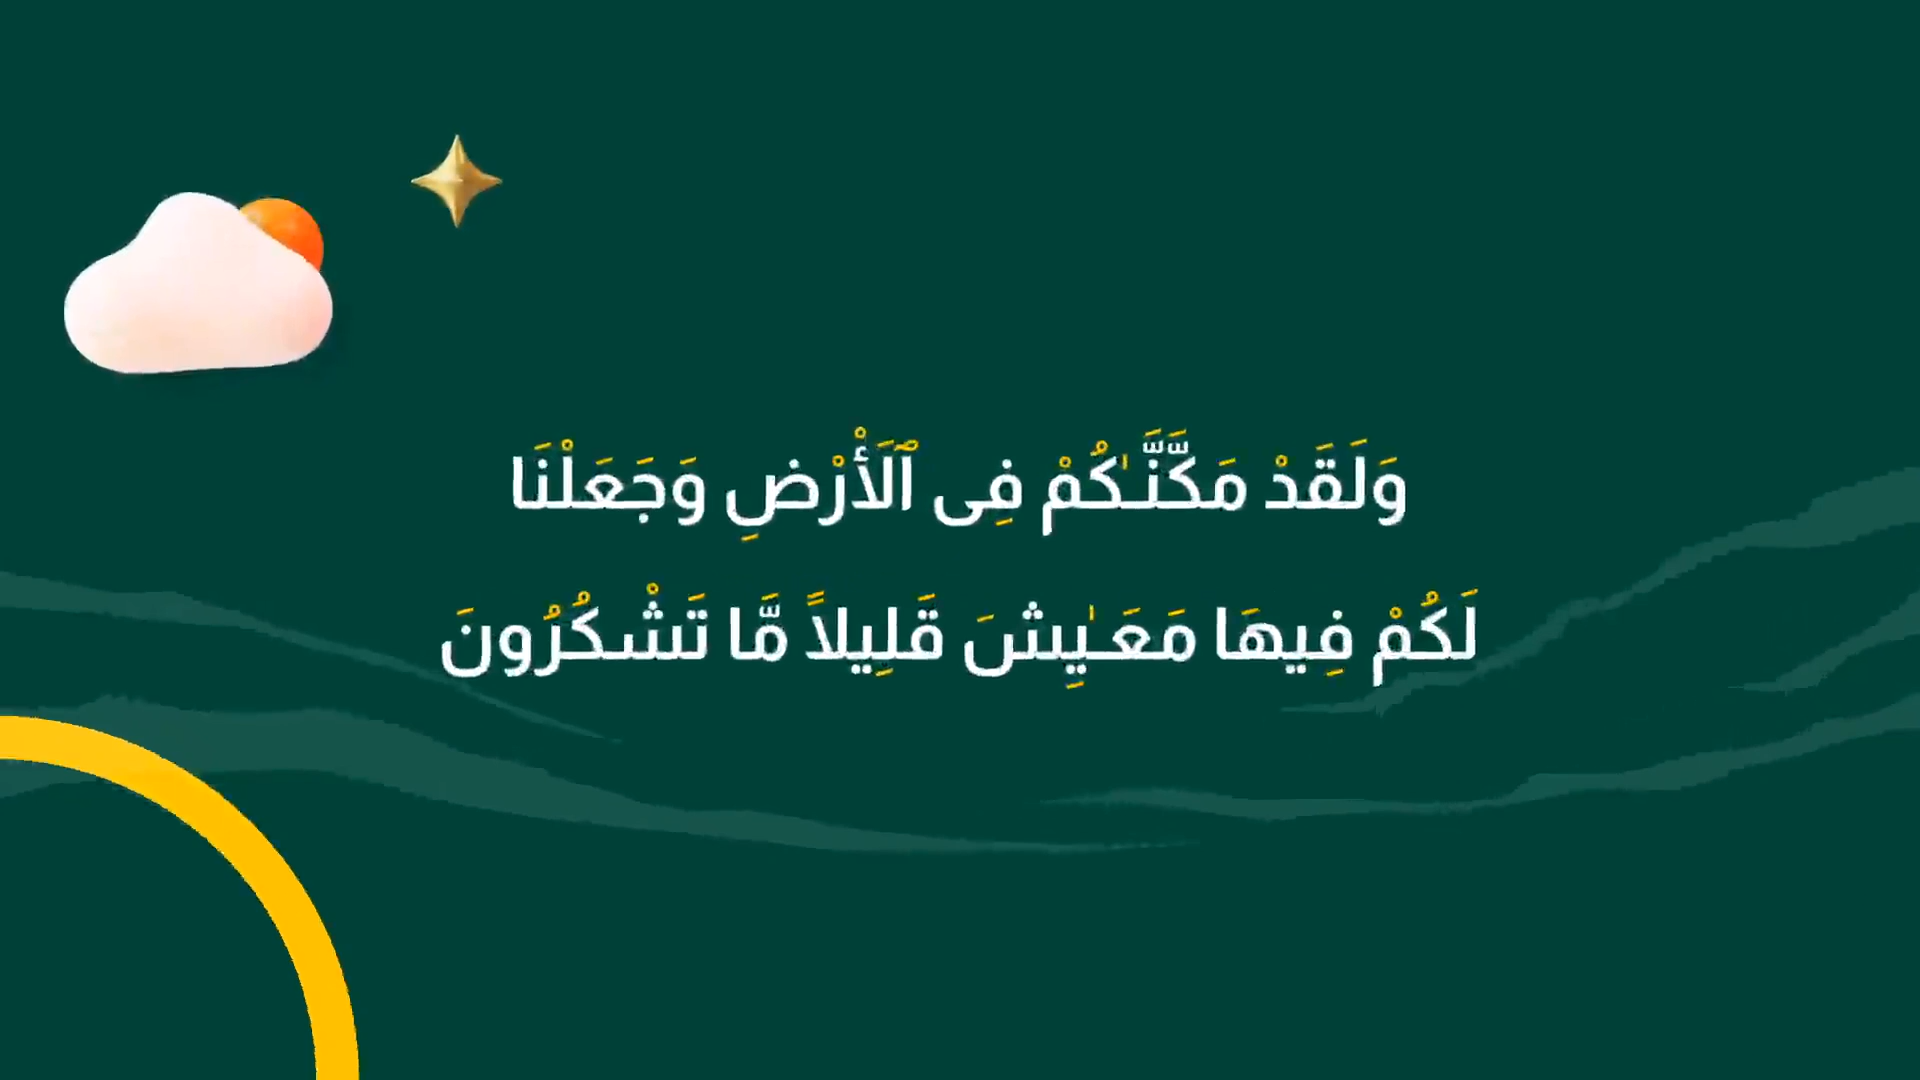 وَلَقَدْ مَكَّنَّـٰكُمْ فِى ٱلَأْرْضِ وَجَعَلْنَا
لَكُمْ فِيهَا مَعَـٰيِشَ قَلِيلاً مَّا تَشْكُرُونَ